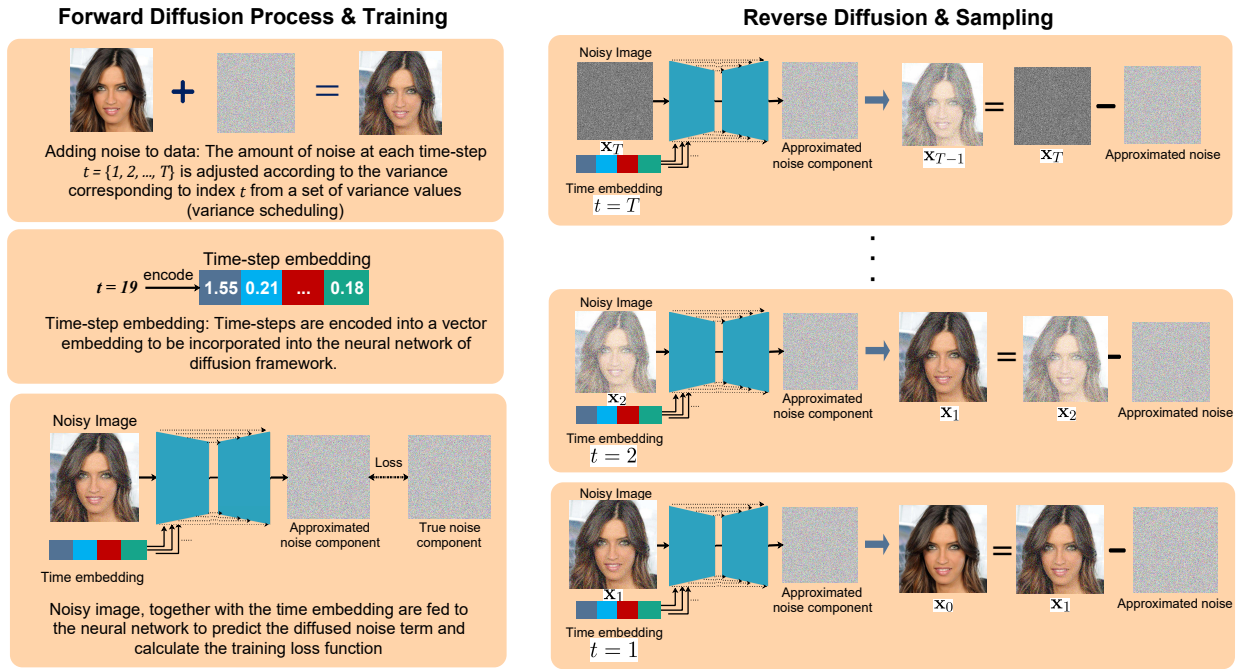 Forward Diffusion Process & Training
+
=
Adding noise to data: The amount of noise at each time-step
t = {1, 2, ..., T} is adjusted according to the variance
corresponding to index t from a set of variance values
(variance scheduling)
Time-step embedding
t = 19
encode
1.55 0.21 ... 0.18
Time-step embedding: Time-steps are encoded into a vector
embedding to be incorporated into the neural network of
diffusion framework.
Noisy Image
Loss
Approximated
noise component
True noise
component
.....
Time embedding
Noisy image, together with the time embedding are fed to
the neural network to predict the diffused noise term and
calculate the training loss function
Reverse Diffusion & Sampling
Noisy Image
x_T
.....
Time embedding
t = T
Approximated
noise component
x_{T−1}
=
x_T
−
Approximated noise
Noisy Image
x₂
.....
Time embedding
t = 2
Approximated
noise component
x₁
=
x₂
−
Approximated noise
Noisy Image
x₁
.....
Time embedding
t = 1
Approximated
noise component
x₀
=
x₁
−
Approximated noise